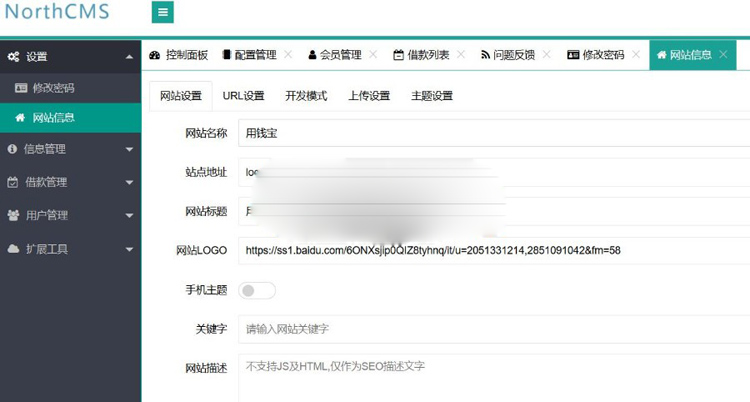 NorthCMS
设置
控制面板 配置管理 会员管理 借款列表 问题反馈 修改密码 网站信息
修改密码
网站信息
信息管理
借款管理
用户管理
扩展工具
网站设置 URL设置 开发模式 上传设置 主题设置
网站名称 用钱宝
站点地址
网站标题
网站LOGO https://ss1.baidu.com/6ONXsjip0QIZ8tyhnq/it/u=2051331214,2851091042&fm=58
手机主题
关键字 请输入网站关键字
网站描述 不支持JS及HTML,仅作为SEO描述文字